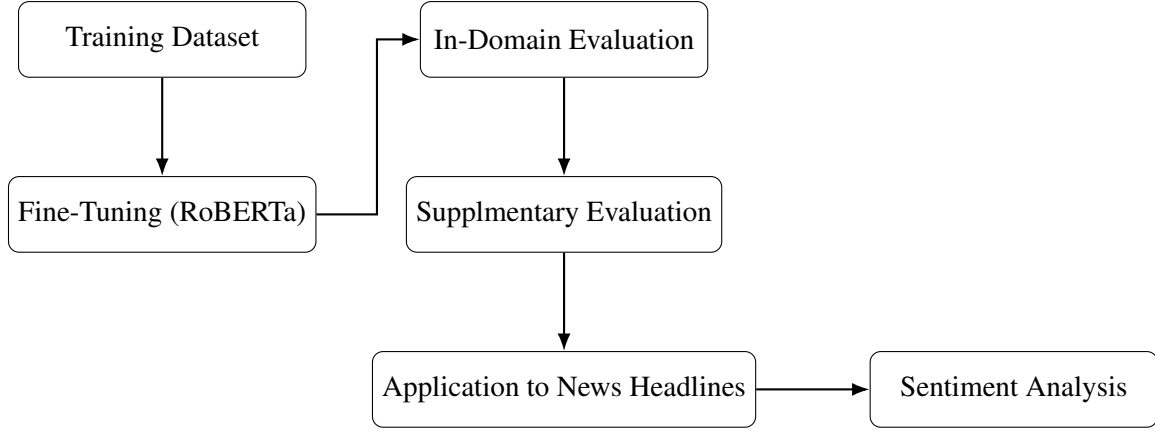 Training Dataset
In-Domain Evaluation
Fine-Tuning (RoBERTa)
Supplmentary Evaluation
Application to News Headlines
Sentiment Analysis